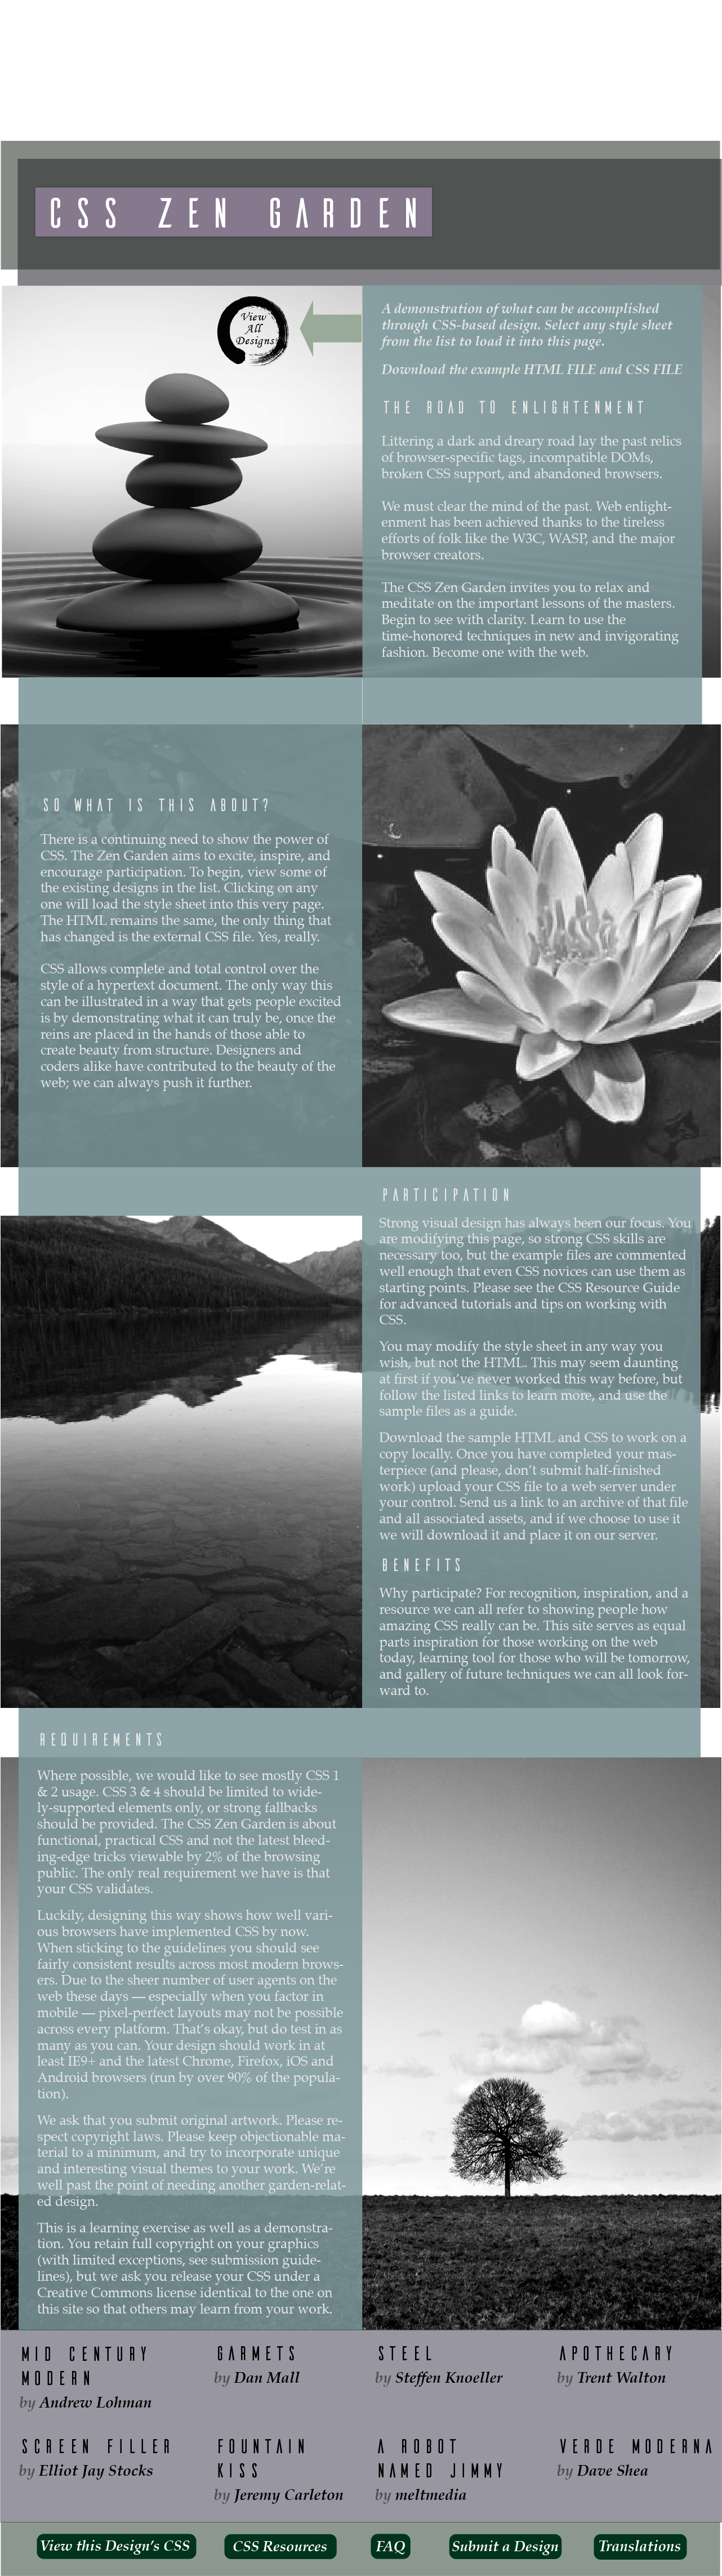 CSS ZEN GARDEN
View
All
Designs
A demonstration of what can be accomplished
through CSS-based design. Select any style sheet
from the list to load it into this page.
Download the example HTML FILE and CSS FILE
THE ROAD TO ENLIGHTENMENT
Littering a dark and dreary road lay the past relics
of browser-specific tags, incompatible DOMs,
broken CSS support, and abandoned browsers.
We must clear the mind of the past. Web enlight-
enment has been achieved thanks to the tireless
efforts of folk like the W3C, WASP, and the major
browser creators.
The CSS Zen Garden invites you to relax and
meditate on the important lessons of the masters.
Begin to see with clarity. Learn to use the
time-honored techniques in new and invigorating
fashion. Become one with the web.
SO WHAT IS THIS ABOUT?
There is a continuing need to show the power of
CSS. The Zen Garden aims to excite, inspire, and
encourage participation. To begin, view some of
the existing designs in the list. Clicking on any
one will load the style sheet into this very page.
The HTML remains the same, the only thing that
has changed is the external CSS file. Yes, really.
CSS allows complete and total control over the
style of a hypertext document. The only way this
can be illustrated in a way that gets people excited
is by demonstrating what it can truly be, once the
reins are placed in the hands of those able to
create beauty from structure. Designers and
coders alike have contributed to the beauty of the
web; we can always push it further.
PARTICIPATION
Strong visual design has always been our focus. You
are modifying this page, so strong CSS skills are
necessary too, but the example files are commented
well enough that even CSS novices can use them as
starting points. Please see the CSS Resource Guide
for advanced tutorials and tips on working with
CSS.
You may modify the style sheet in any way you
wish, but not the HTML. This may seem daunting
at first if you've never worked this way before, but
follow the listed links to learn more, and use the
sample files as a guide.
Download the sample HTML and CSS to work on a
copy locally. Once you have completed your mas-
terpiece (and please, don't submit half-finished
work) upload your CSS file to a web server under
your control. Send us a link to an archive of that file
and all associated assets, and if we choose to use it
we will download it and place it on our server.
BENEFITS
Why participate? For recognition, inspiration, and a
resource we can all refer to showing people how
amazing CSS really can be. This site serves as equal
parts inspiration for those working on the web
today, learning tool for those who will be tomorrow,
and gallery of future techniques we can all look for-
ward to.
REQUIREMENTS
Where possible, we would like to see mostly CSS 1
& 2 usage. CSS 3 & 4 should be limited to wide-
ly-supported elements only, or strong fallbacks
should be provided. The CSS Zen Garden is about
functional, practical CSS and not the latest bleed-
ing-edge tricks viewable by 2% of the browsing
public. The only real requirement we have is that
your CSS validates.
Luckily, designing this way shows how well vari-
ous browsers have implemented CSS by now.
When sticking to the guidelines you should see
fairly consistent results across most modern brows-
ers. Due to the sheer number of user agents on the
web these days — especially when you factor in
mobile — pixel-perfect layouts may not be possible
across every platform. That's okay, but do test in as
many as you can. Your design should work in at
least IE9+ and the latest Chrome, Firefox, iOS and
Android browsers (run by over 90% of the popula-
tion).
We ask that you submit original artwork. Please re-
spect copyright laws. Please keep objectionable ma-
terial to a minimum, and try to incorporate unique
and interesting visual themes to your work. We're
well past the point of needing another garden-relat-
ed design.
This is a learning exercise as well as a demonstra-
tion. You retain full copyright on your graphics
(with limited exceptions, see submission guide-
lines), but we ask you release your CSS under a
Creative Commons license identical to the one on
this site so that others may learn from your work.
MID CENTURY
MODERN
by Andrew Lohman
GARMETS
by Dan Mall
STEEL
by Steffen Knoeller
APOTHECARY
by Trent Walton
SCREEN FILLER
by Elliot Jay Stocks
FOUNTAIN
KISS
by Jeremy Carleton
A ROBOT
NAMED JIMMY
by meltmedia
VERDE MODERNA
by Dave Shea
View this Design's CSS
CSS Resources
FAQ
Submit a Design
Translations